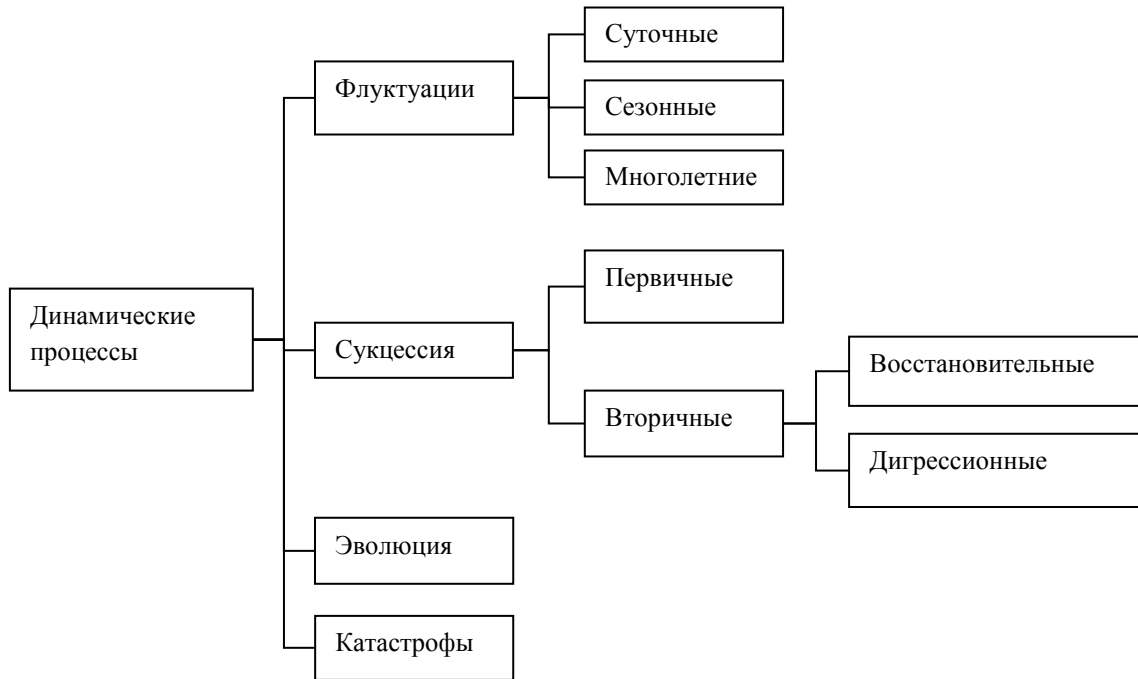 Динамические
процессы
Флуктуации
Суточные
Сезонные
Многолетние
Сукцессия
Первичные
Вторичные
Восстановительные
Дигрессионные
Эволюция
Катастрофы